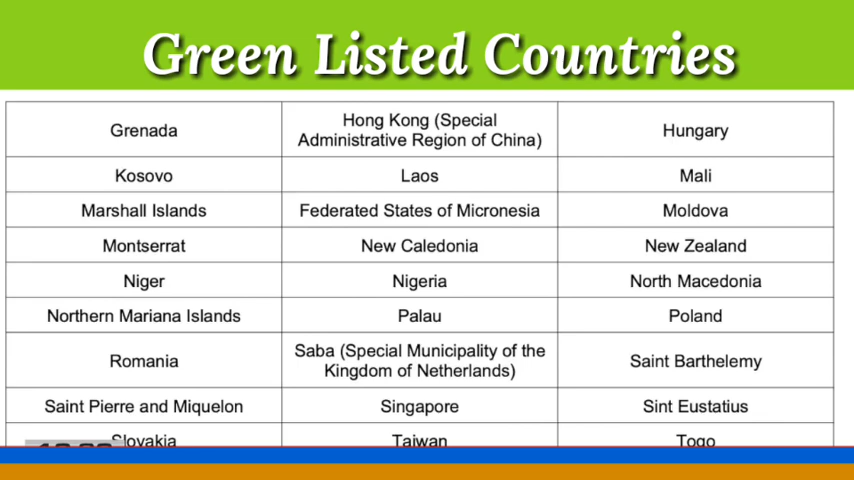 Green Listed Countries
Grenada
Hong Kong (Special
Administrative Region of China)
Hungary
Kosovo
Laos
Mali
Marshall Islands
Federated States of Micronesia
Moldova
Montserrat
New Caledonia
New Zealand
Niger
Nigeria
North Macedonia
Northern Mariana Islands
Palau
Poland
Romania
Saba (Special Municipality of the
Kingdom of Netherlands)
Saint Barthelemy
Saint Pierre and Miquelon
Singapore
Sint Eustatius
Slovakia
Taiwan
Togo